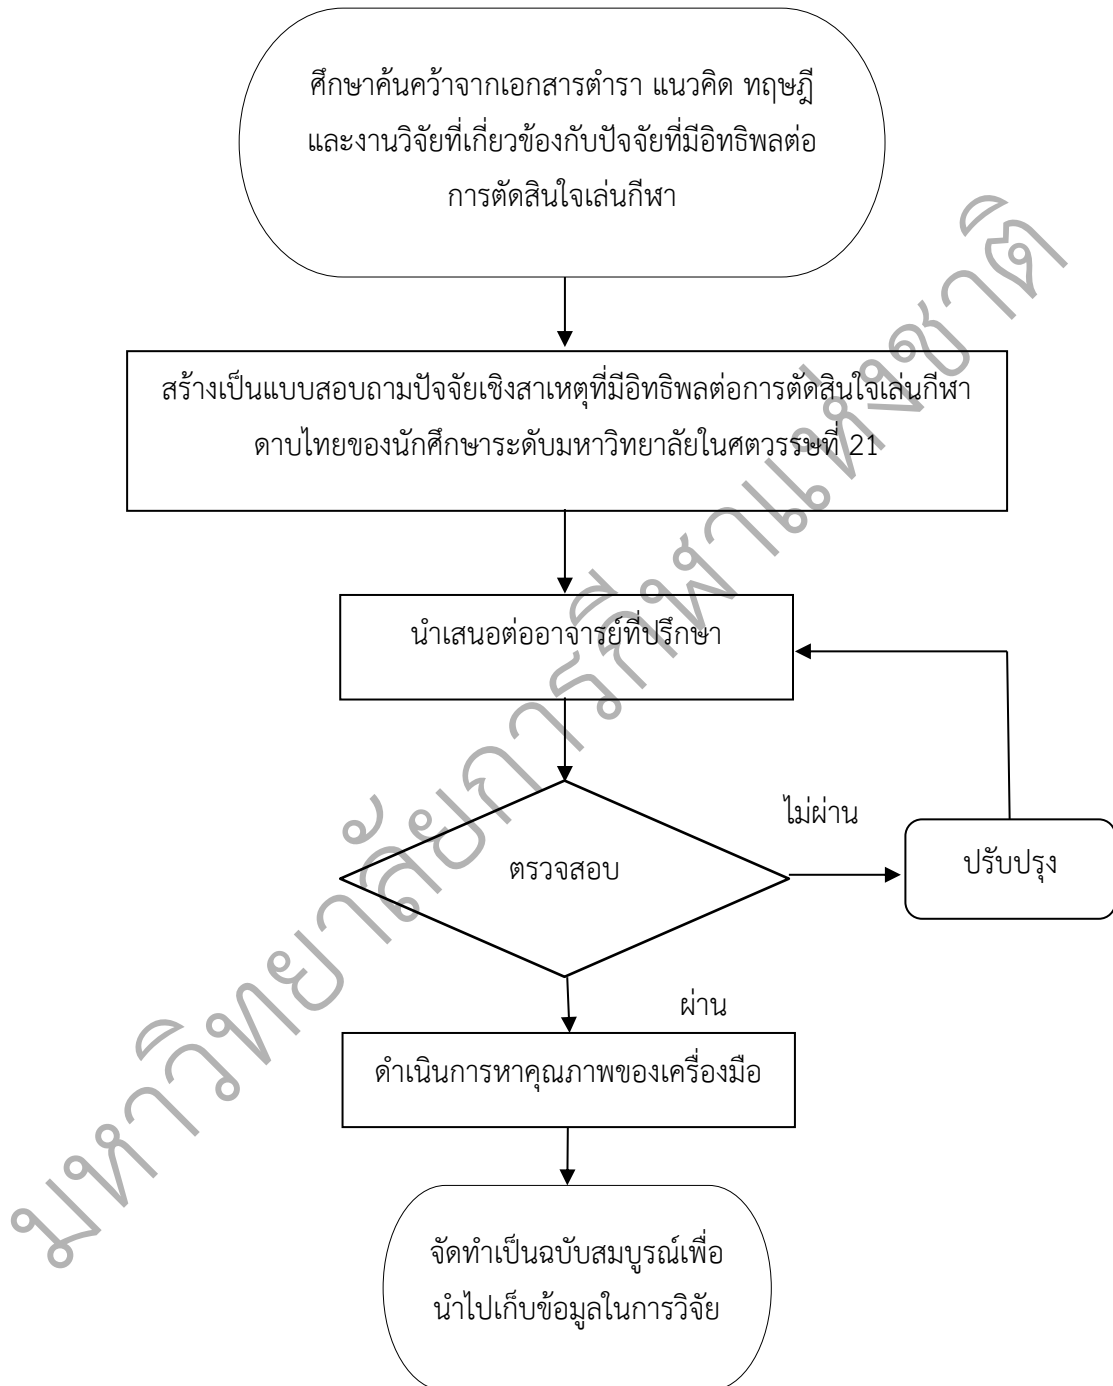 ศึกษาค้นคว้าจากเอกสารตำรา แนวคิด ทฤษฎี
และงานวิจัยที่เกี่ยวข้องกับปัจจัยที่มีอิทธิพลต่อ
การตัดสินใจเล่นกีฬา
สร้างเป็นแบบสอบถามปัจจัยเชิงสาเหตุที่มีอิทธิพลต่อการตัดสินใจเล่นกีฬา
ดาบไทยของนักศึกษาระดับมหาวิทยาลัยในศตวรรษที่ 21
นำเสนอต่ออาจารย์ที่ปรึกษา
ตรวจสอบ
ไม่ผ่าน
ปรับปรุง
ผ่าน
ดำเนินการหาคุณภาพของเครื่องมือ
จัดทำเป็นฉบับสมบูรณ์เพื่อ
นำไปเก็บข้อมูลในการวิจัย
มหาวิทยาลัยการกีฬาแห่งชาติ